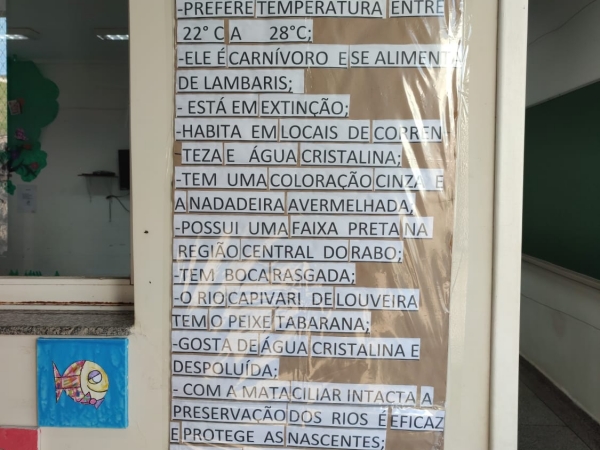 -PREFERE TEMPERATURA ENTRE
22° C A 28°C;
-ELE É CARNÍVORO E SE ALIMENTA
DE LAMBARIS;
- ESTÁ EM EXTINÇÃO;
-HABITA EM LOCAIS DE CORREN
-TEZA E ÁGUA CRISTALINA;
-TEM UMA COLORAÇÃO CINZA E
A NADADEIRA AVERMELHADA;
-POSSUI UMA FAIXA PRETA NA
REGIÃO CENTRAL DO RABO;
-TEM BOCA RASGADA;
-O RIO CAPIVARI DE LOUVEIRA
TEM O PEIXE TABARANA;
-GOSTA DE ÁGUA CRISTALINA E
DESPOLUÍDA;
- COM A MATA CILIAR INTACTA A
PRESERVAÇÃO DOS RIOS É EFICAZ
E PROTEGE AS NASCENTES;